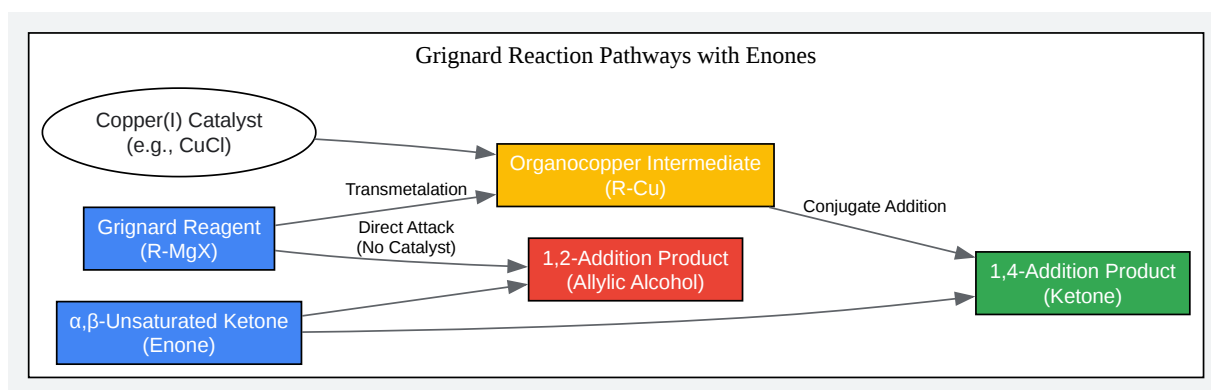 Grignard Reaction Pathways with Enones
Copper(I) Catalyst
(e.g., CuCl)
Organocopper Intermediate
(R-Cu)
Transmetalation
Conjugate Addition
Grignard Reagent
(R-MgX)
Direct Attack
(No Catalyst)
1,2-Addition Product
(Allylic Alcohol)
1,4-Addition Product
(Ketone)
α,β-Unsaturated Ketone
(Enone)